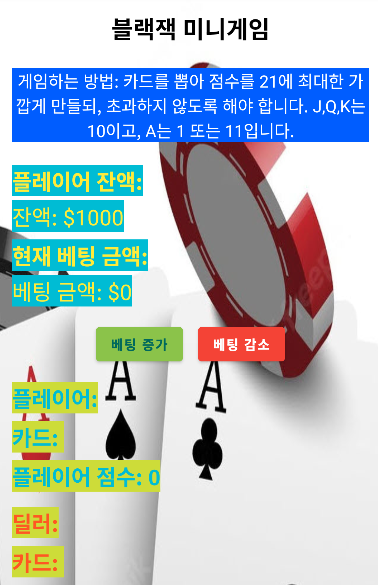 블랙잭 미니게임
게임하는 방법: 카드를 뽑아 점수를 21에 최대한 가
깝게 만들되, 초과하지 않도록 해야 합니다. J,Q,K는
10이고, A는 1 또는 11입니다.
플레이어 잔액:
잔액: $1000
현재 베팅 금액:
베팅 금액: $0
베팅 증가 베팅 감소
A A A
플레이어:
카드:
플레이어 점수: 0
딜러:
카드: